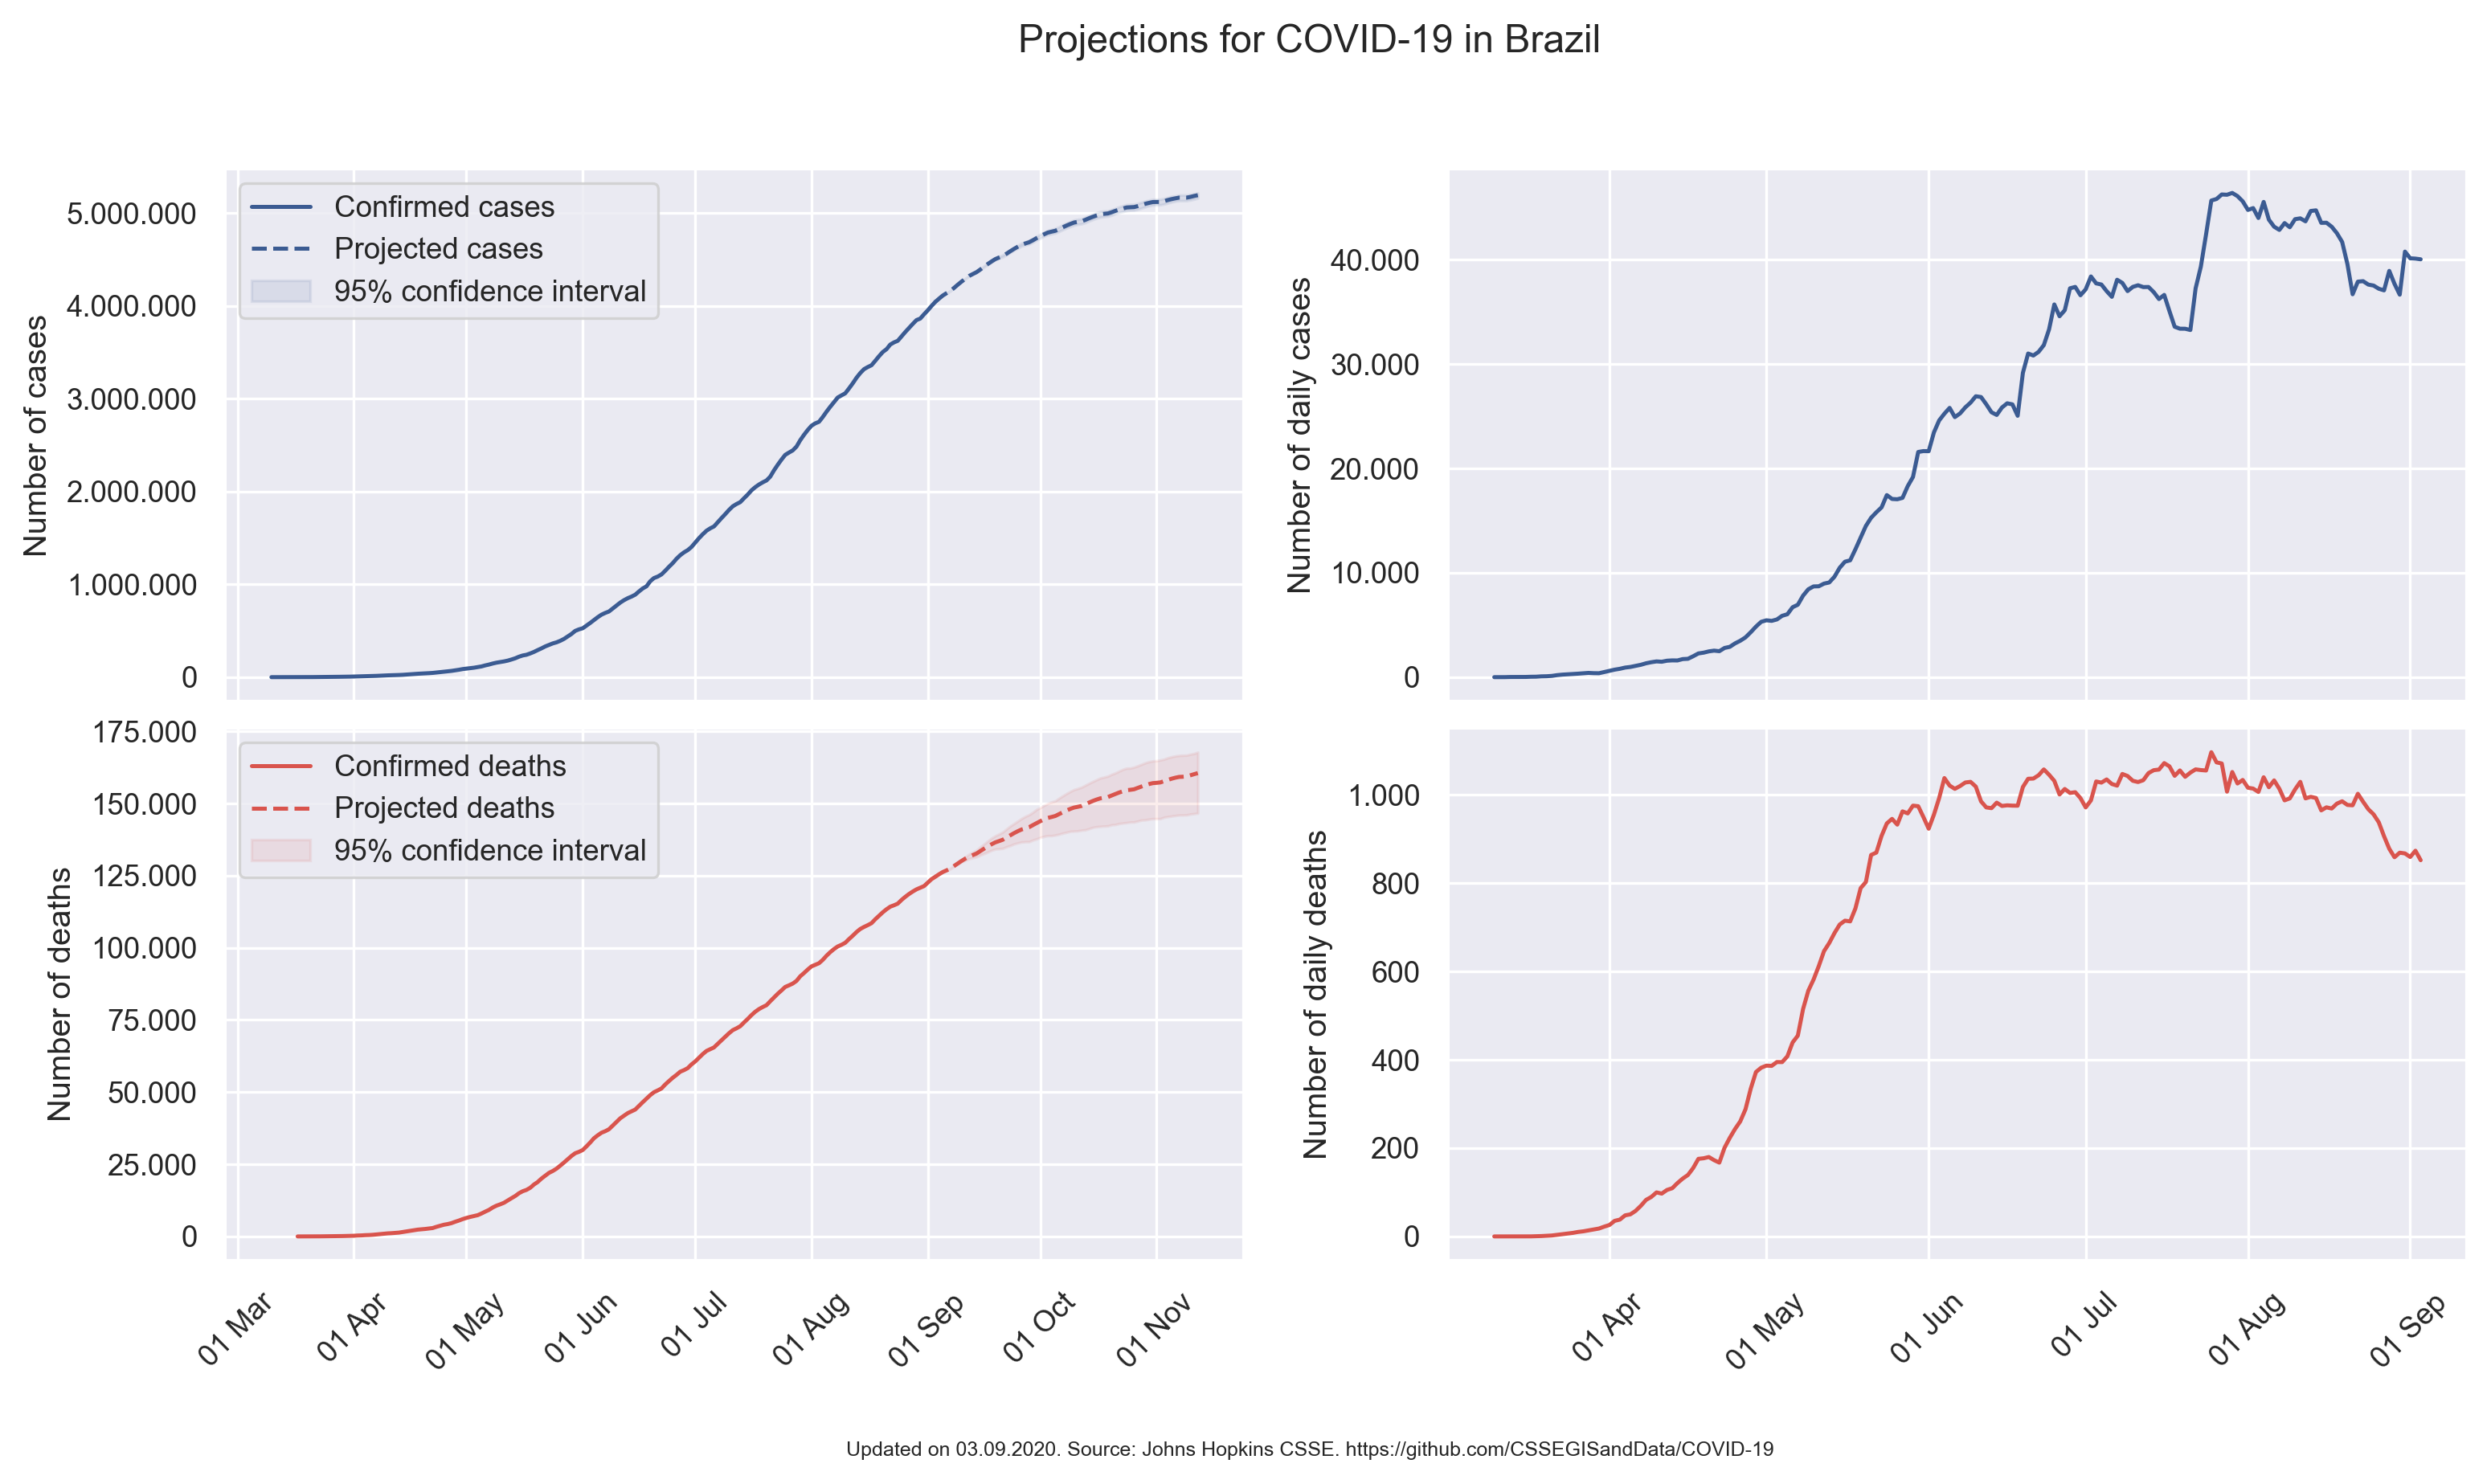 Projections for COVID-19 in Brazil
Number of cases
5.000.000
4.000.000
3.000.000
2.000.000
1.000.000
0
Confirmed cases
Projected cases
95% confidence interval
Number of daily cases
40.000
30.000
20.000
10.000
0
Number of deaths
175.000
150.000
125.000
100.000
75.000
50.000
25.000
0
Confirmed deaths
Projected deaths
95% confidence interval
01 Mar
01 Apr
01 May
01 Jun
01 Jul
01 Aug
01 Sep
01 Oct
01 Nov
Number of daily deaths
1.000
800
600
400
200
0
01 Apr
01 May
01 Jun
01 Jul
01 Aug
01 Sep
Updated on 03.09.2020. Source: Johns Hopkins CSSE. https://github.com/CSSEGISandData/COVID-19